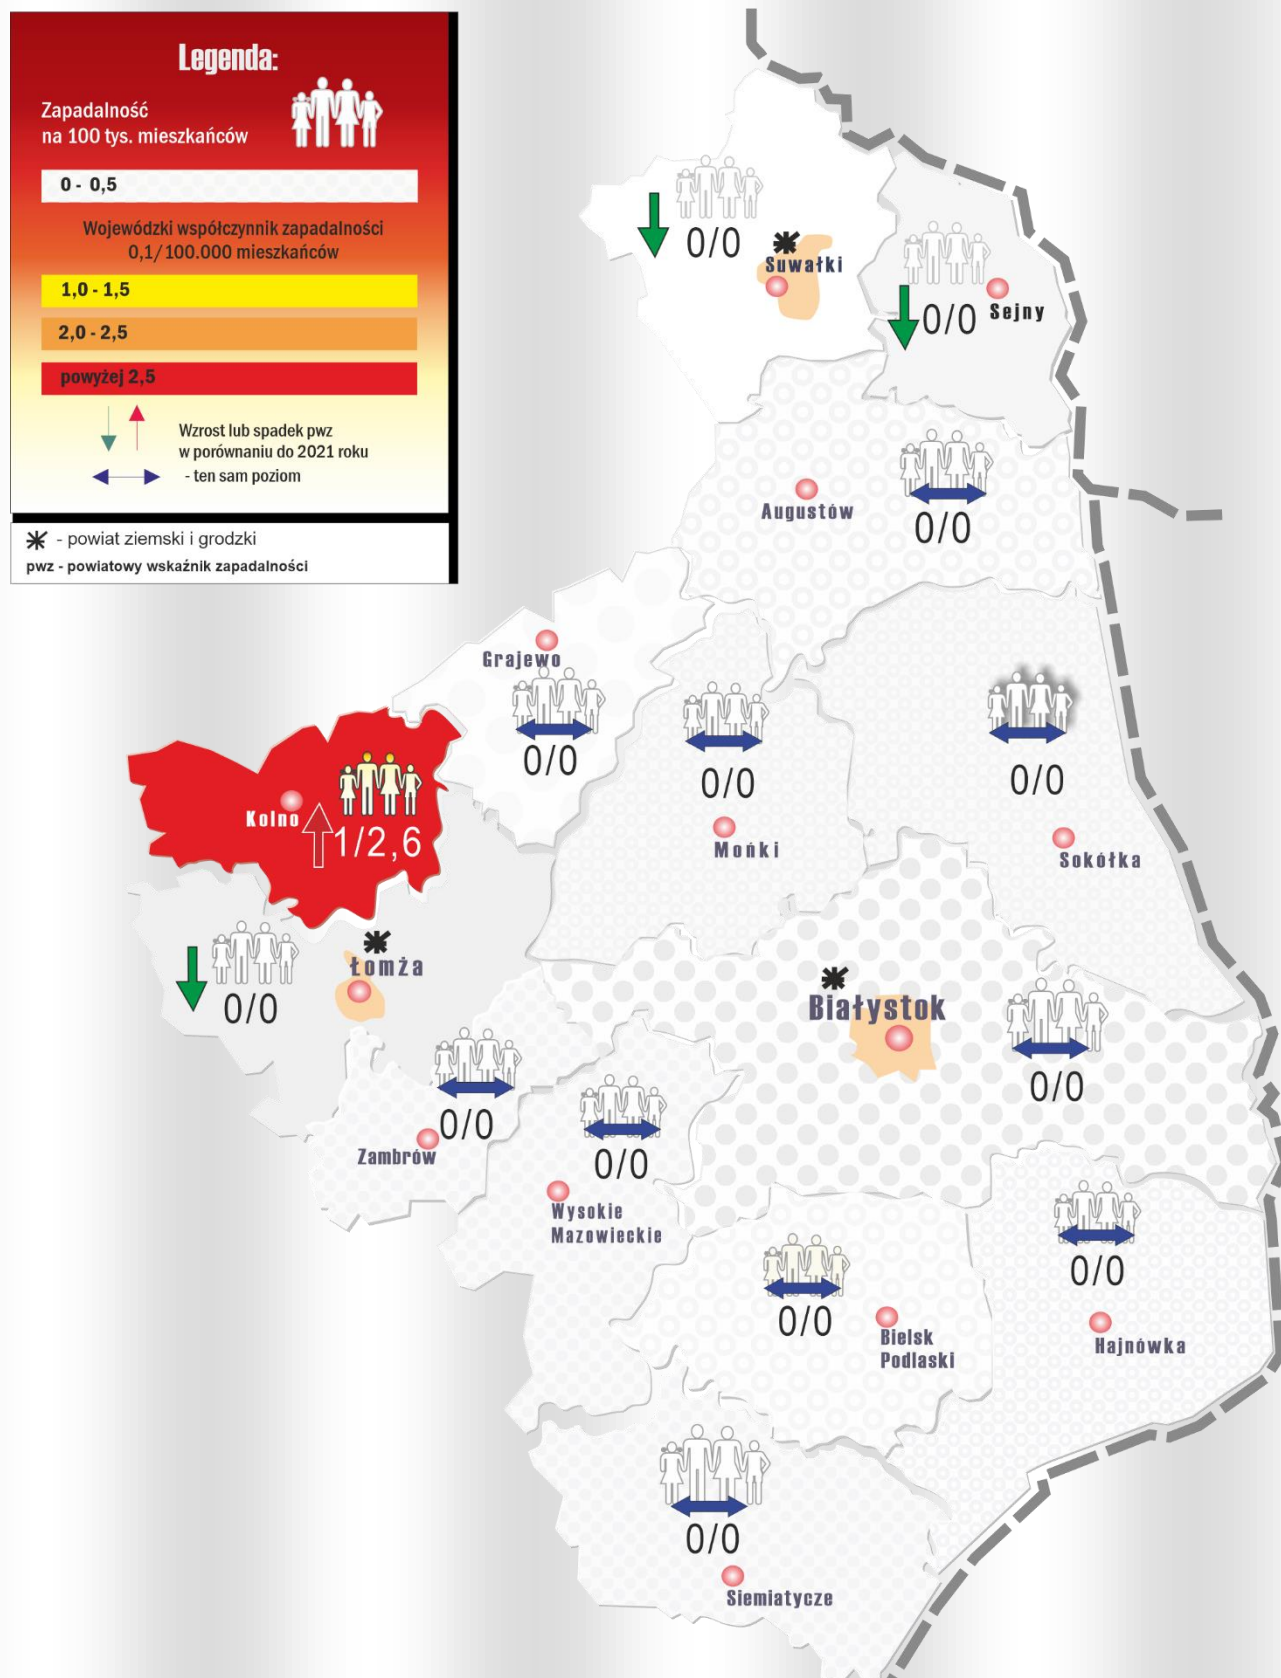 Legenda:
Zapadalność
na 100 tys. mieszkańców
0 - 0,5
Wojewódzki współczynnik zapadalności
0,1/100.000 mieszkańców
1,0 - 1,5
2,0 - 2,5
powyżej 2,5
Wzrost lub spadek pwz
w porównaniu do 2021 roku
- ten sam poziom
- powiat ziemski i grodzki
pwz - powiatowy wskaźnik zapadalności
0/0
Suwałki
0/0
Sejny
Augustów
0/0
Grajewo
0/0
0/0
Mońki
0/0
Sokółka
Kolno
1/2,6
Łomża
0/0
Białystok
0/0
0/0
Zambrów
0/0
Wysokie
Mazowieckie
0/0
Hajnówka
0/0
Bielsk
Podlaski
0/0
Siemiatycze